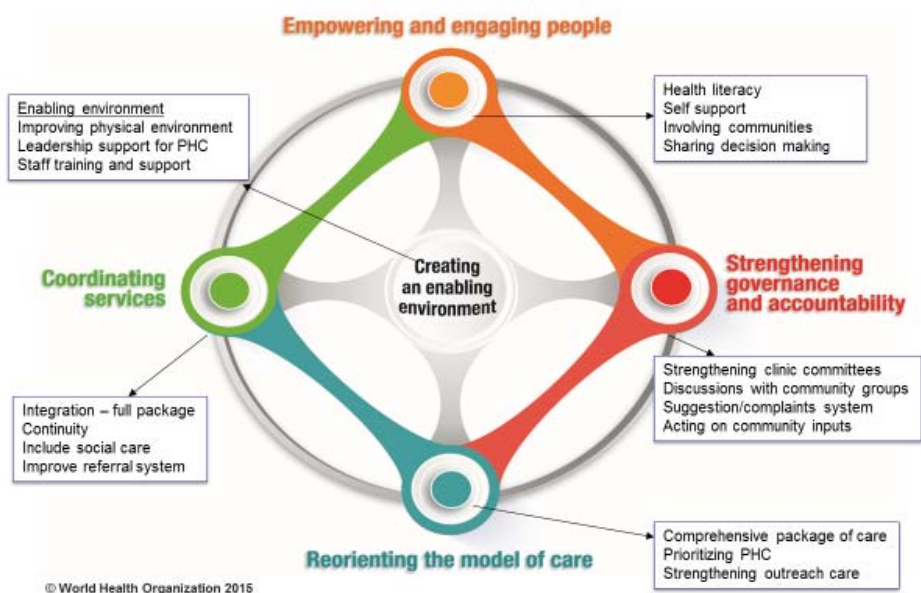 Empowering and engaging people
Enabling environment
Improving physical environment
Leadership support for PHC
Staff training and support
Health literacy
Self support
Involving communities
Sharing decision making
Coordinating
services
Creating
an enabling
environment
Strengthening
governance
and accountability
Integration – full package
Continuity
Include social care
Improve referral system
Strengthening clinic committees
Discussions with community groups
Suggestion/complaints system
Acting on community inputs
Reorienting the model of care
Comprehensive package of care
Prioritizing PHC
Strengthening outreach care
© World Health Organization 2015